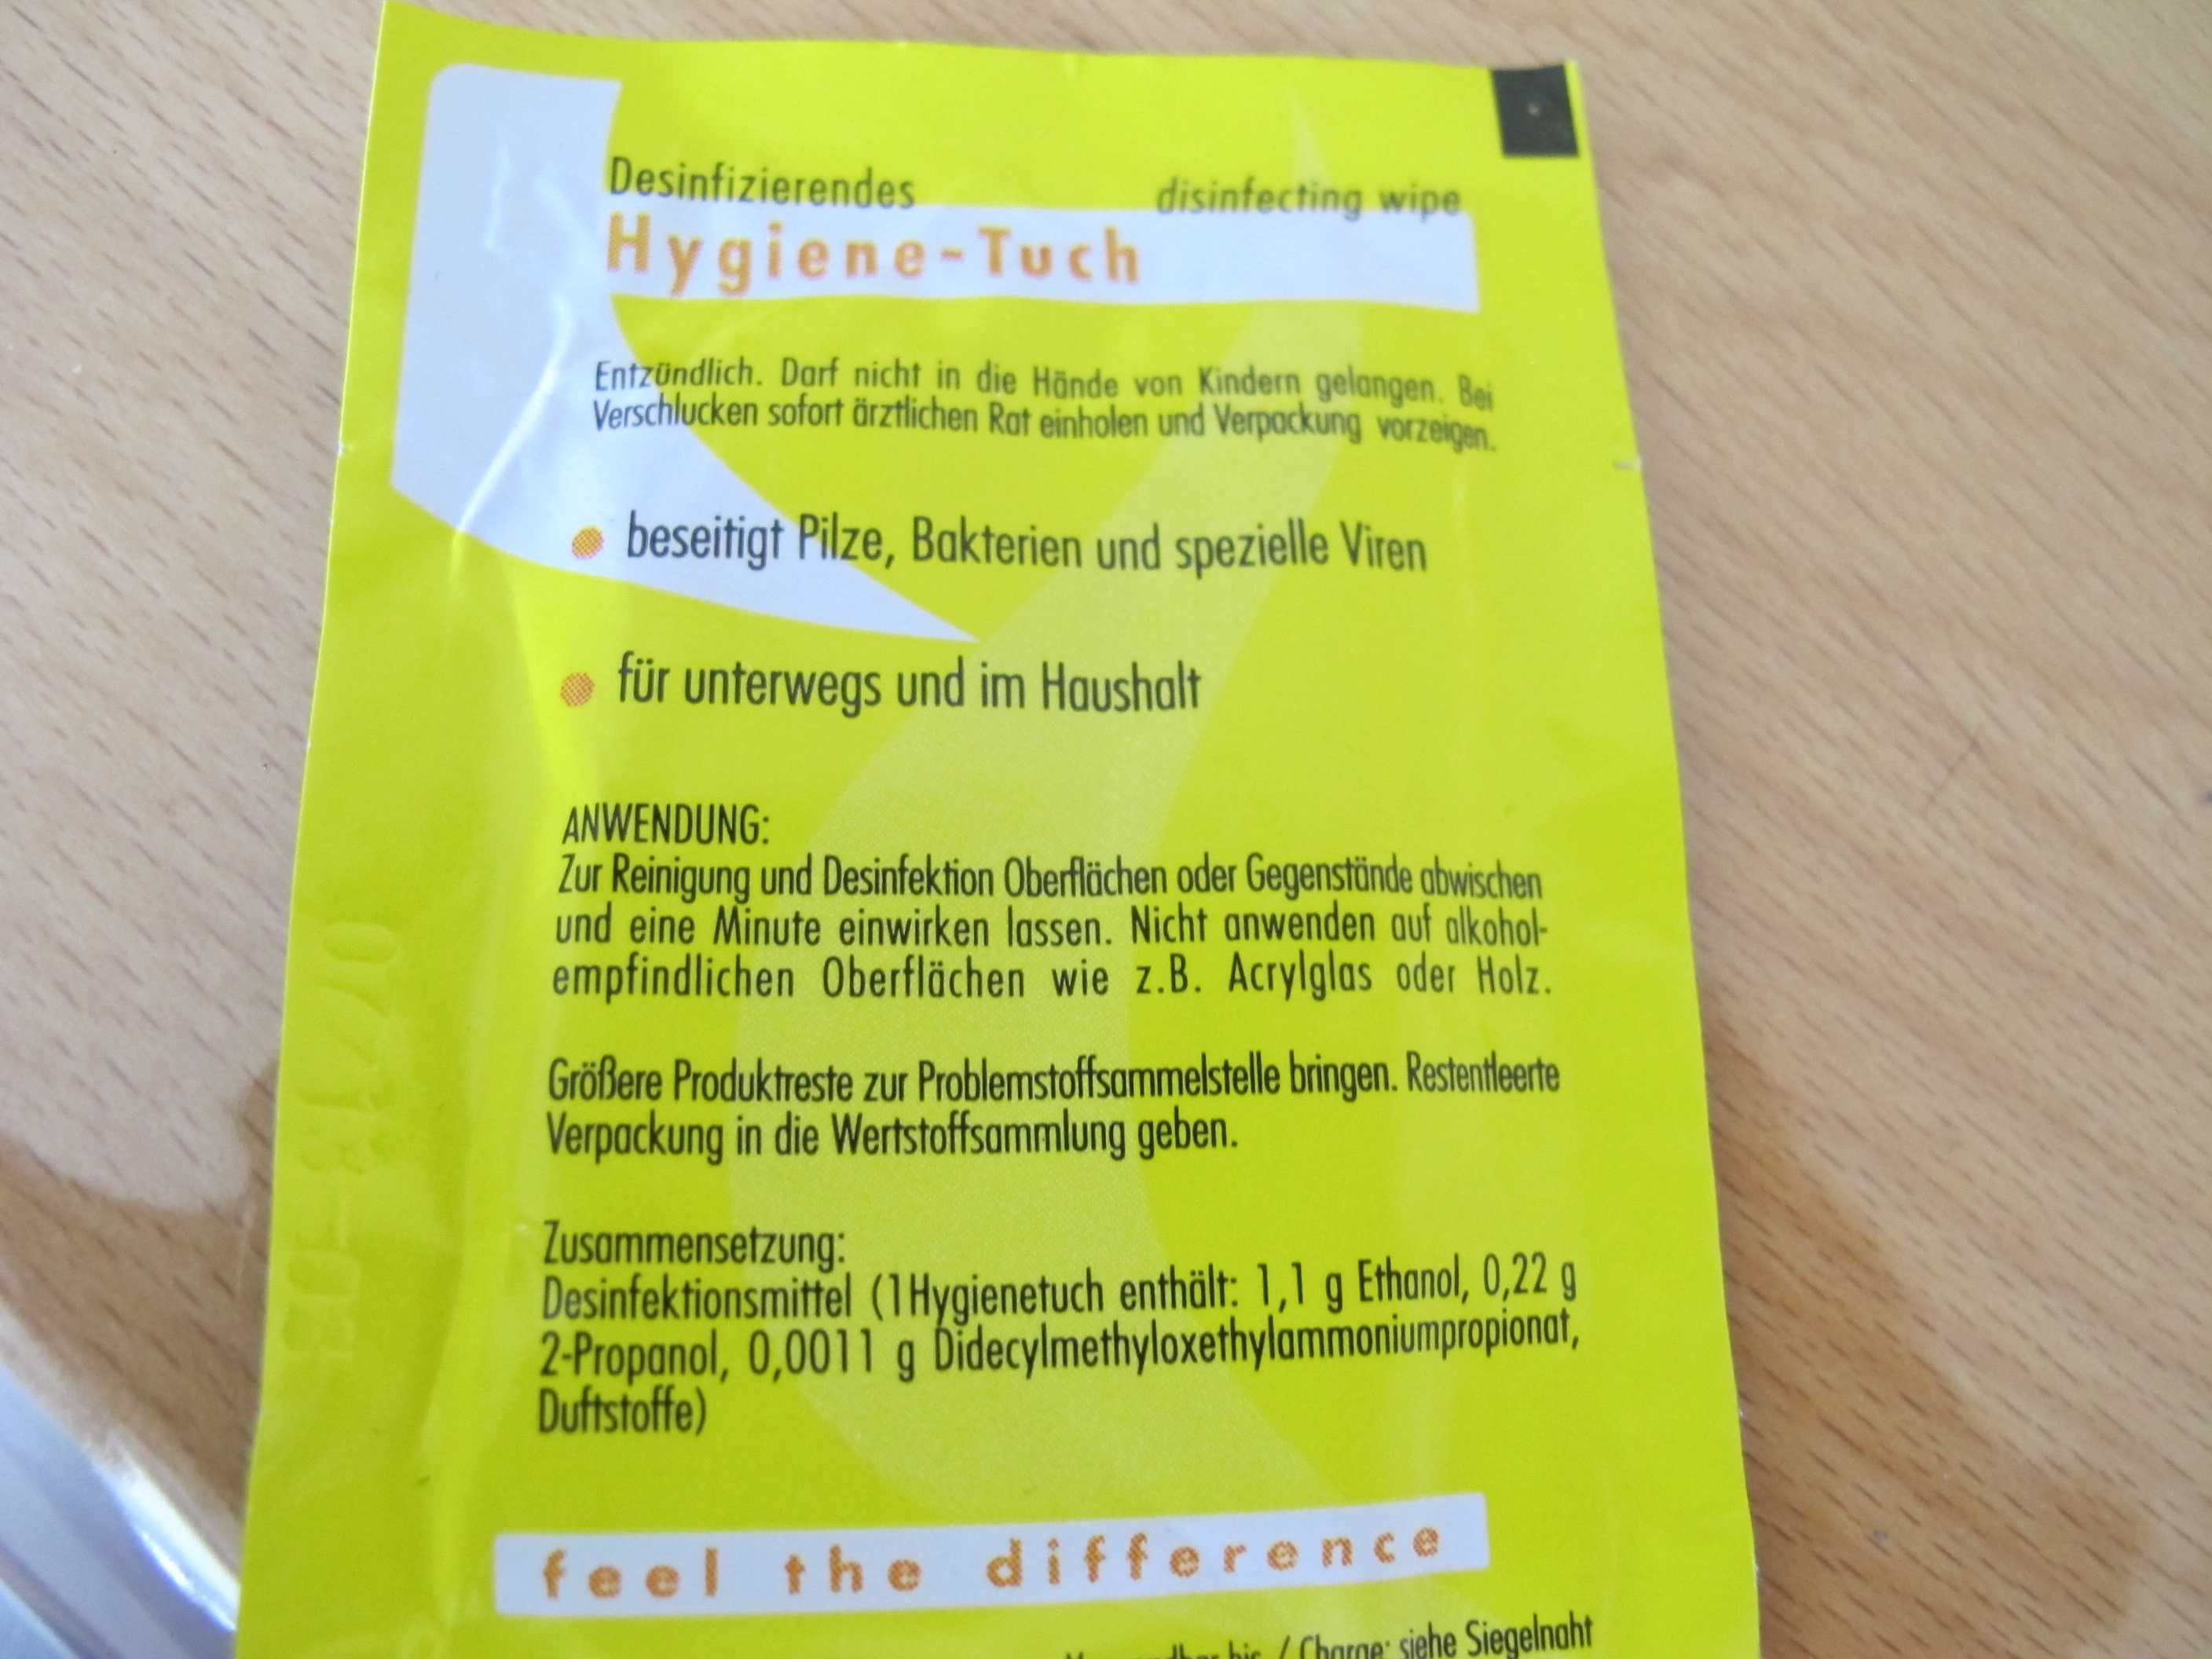 Desinfizierendes
disinfecting wipe
Hygiene-Tuch
Entzündlich. Darf nicht in die Hände von Kindern gelangen. Bei
Verschlucken sofort ärztlichen Rat einholen und Verpackung vorzeigen.
beseitigt Pilze, Bakterien und spezielle Viren
für unterwegs und im Haushalt
ANWENDUNG:
Zur Reinigung und Desinfektion Oberflächen oder Gegenstände abwischen
und eine Minute einwirken lassen. Nicht anwenden auf alkohol-
empfindlichen Oberflächen wie z.B. Acrylglas oder Holz.
Größere Produktreste zur Problemstoffsammelstelle bringen. Restentleerte
Verpackung in die Wertstoffsammlung geben.
Zusammensetzung:
Desinfektionsmittel (1Hygienetuch enthält: 1,1 g Ethanol, 0,22 g
2-Propanol, 0,0011 g Didecylmethyloxethylammoniumpropionat,
Duftstoffe)
feel the difference
bis / Charge: siehe Siegelnaht